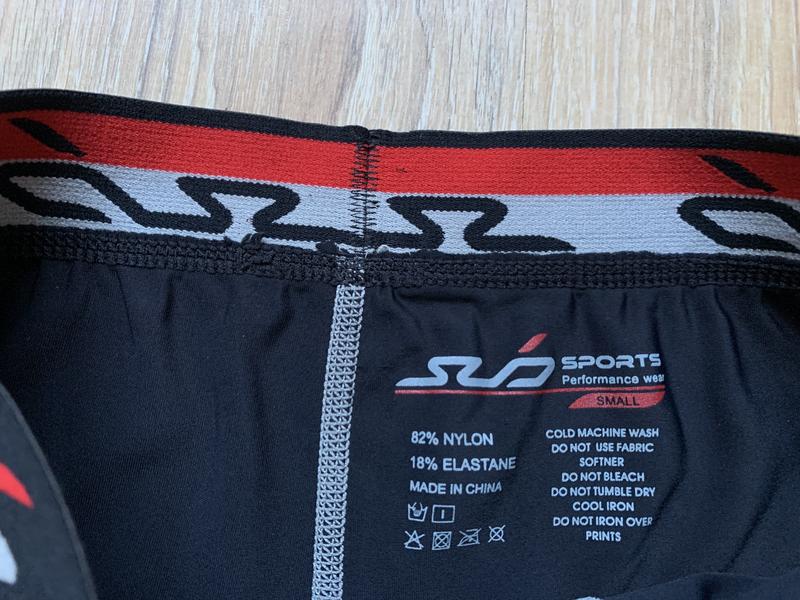 SUB
SPORTS
Performance wear
SMALL
82% NYLON
18% ELASTANE
MADE IN CHINA
COLD MACHINE WASH
DO NOT USE FABRIC
SOFTNER
DO NOT BLEACH
DO NOT TUMBLE DRY
COOL IRON
DO NOT IRON OVER
PRINTS